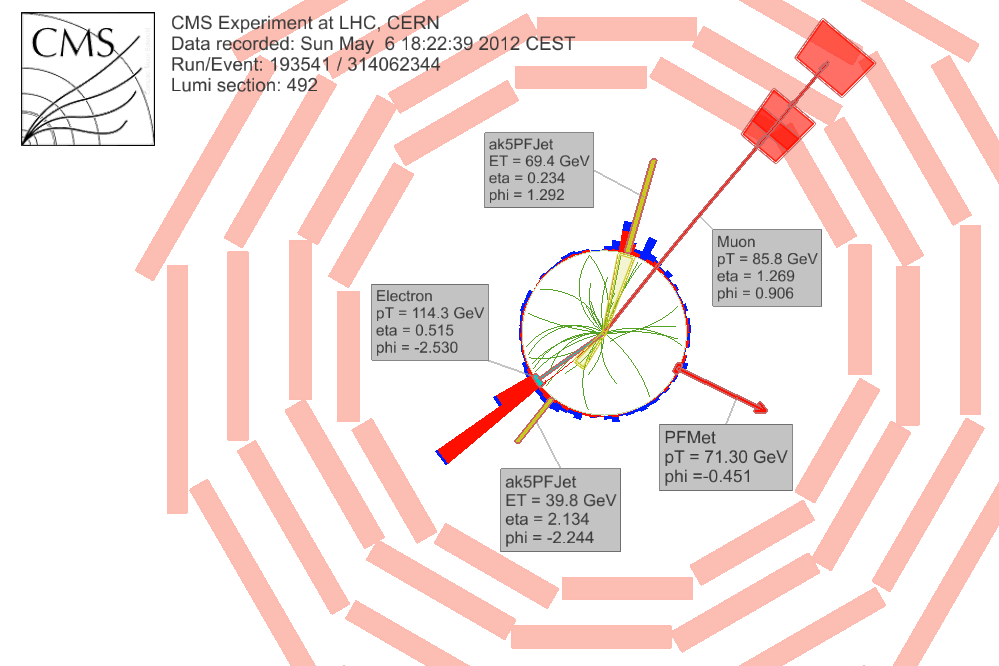 CMS
CMS Experiment at LHC, CERN
Data recorded: Sun May 6 18:22:39 2012 CEST
Run/Event: 193541 / 314062344
Lumi section: 492
ak5PFJet
ET = 69.4 GeV
eta = 0.234
phi = 1.292
Muon
pT = 85.8 GeV
eta = 1.269
phi = 0.906
Electron
pT = 114.3 GeV
eta = 0.515
phi = -2.530
PFMet
pT = 71.30 GeV
phi =-0.451
ak5PFJet
ET = 39.8 GeV
eta = 2.134
phi = -2.244